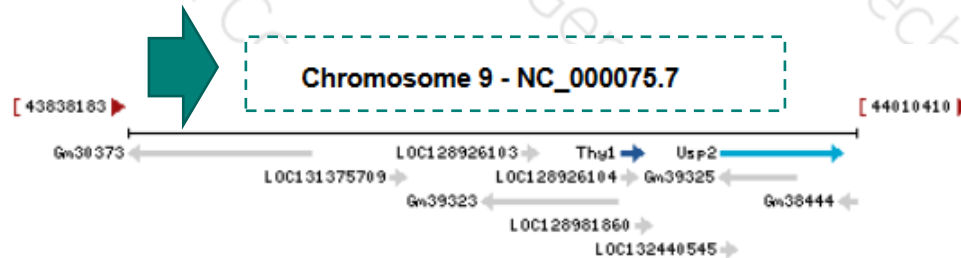 Chromosome 9 - NC_000075.7
[ 43838183
[ 44010410
Gm30373
LOC128926103
Thy1
Usp2
LOC131375709
LOC128926104
Gm39325
Gm39323
Gm38444
LOC128981860
LOC132440545